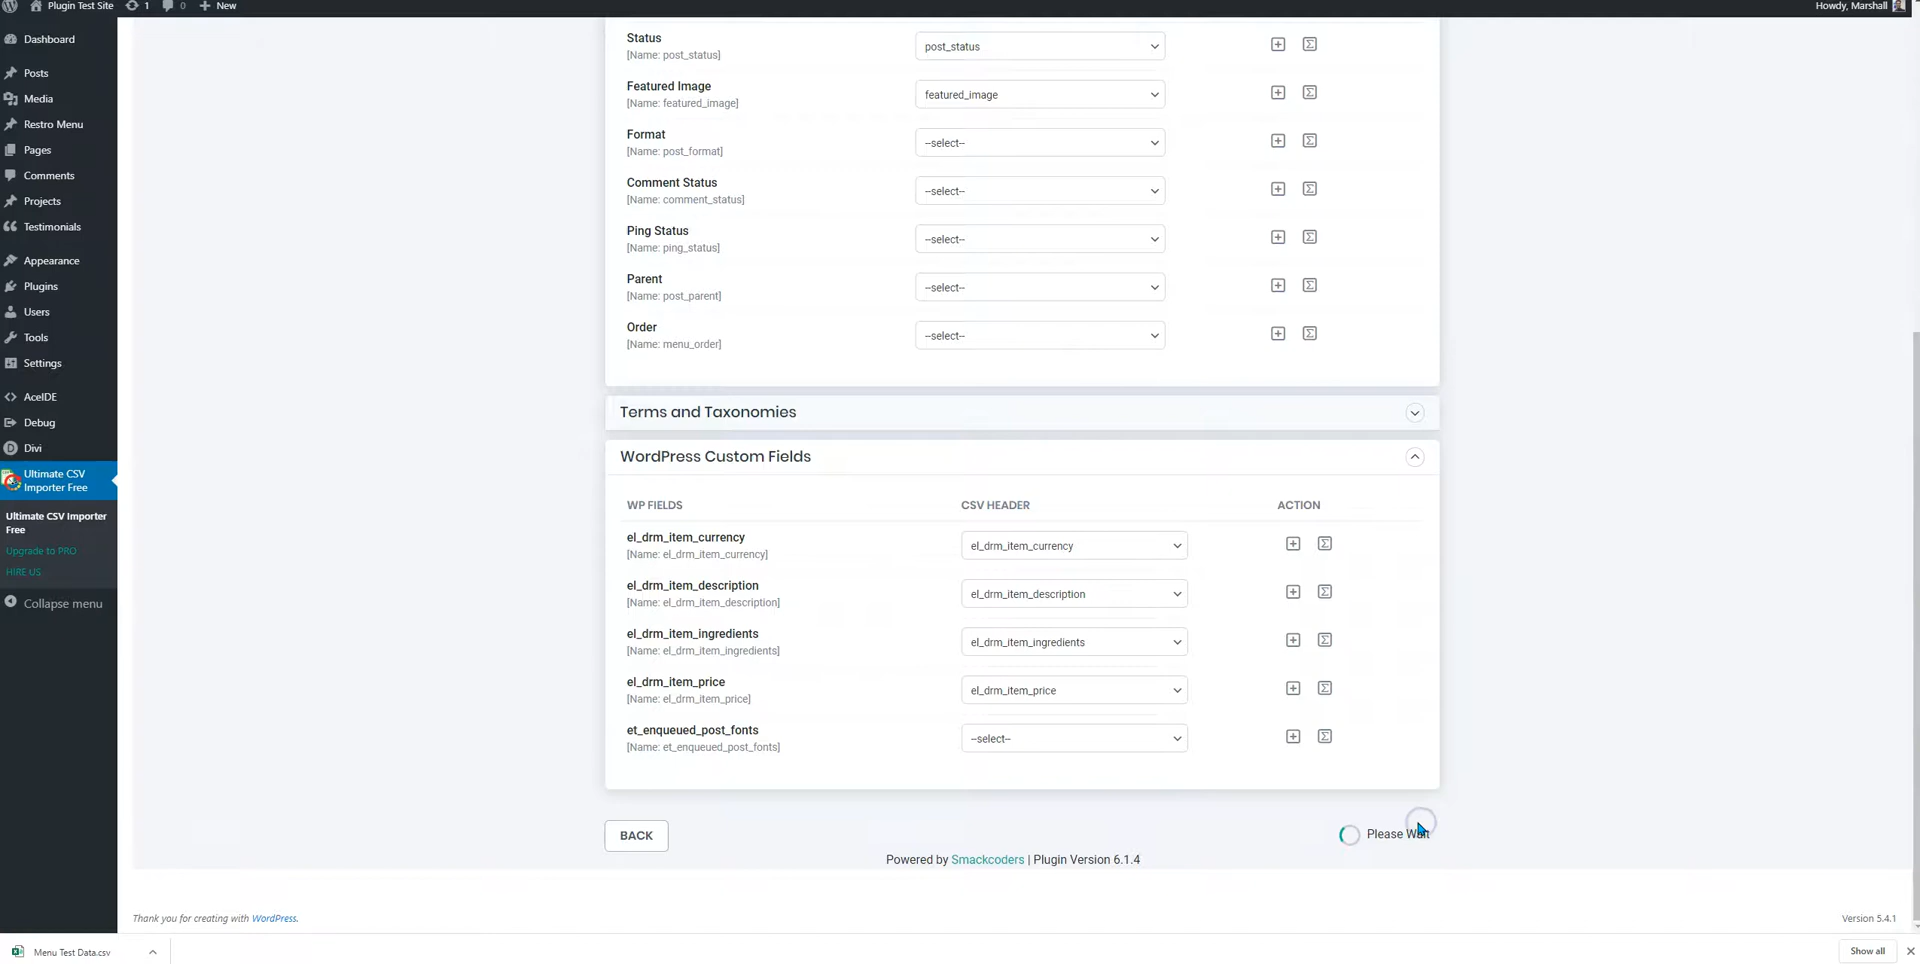 Plugin Test Site
1
0
New
Howdy, Marshall
Dashboard
Posts
Media
Restro Menu
Pages
Comments
Projects
Testimonials
Appearance
Plugins
Users
Tools
Settings
AceIDE
Debug
Divi
Ultimate CSV
Importer Free
Ultimate CSV Importer
Free
Upgrade to PRO
HIRE US
Collapse menu
Status
[Name: post_status]
post_status
Featured Image
[Name: featured_image]
featured_image
Format
[Name: post_format]
--select--
Comment Status
[Name: comment_status]
--select--
Ping Status
[Name: ping_status]
--select--
Parent
[Name: post_parent]
--select--
Order
[Name: menu_order]
--select--
Terms and Taxonomies
WordPress Custom Fields
WP FIELDS CSV HEADER ACTION
el_drm_item_currency
[Name: el_drm_item_currency]
el_drm_item_currency
el_drm_item_description
[Name: el_drm_item_description]
el_drm_item_description
el_drm_item_ingredients
[Name: el_drm_item_ingredients]
el_drm_item_ingredients
el_drm_item_price
[Name: el_drm_item_price]
el_drm_item_price
et_enqueued_post_fonts
[Name: et_enqueued_post_fonts]
--select--
BACK
Please Wait
Powered by Smackcoders | Plugin Version 6.1.4
Thank you for creating with WordPress.
Version 5.4.1
Menu Test Data.csv
Show all